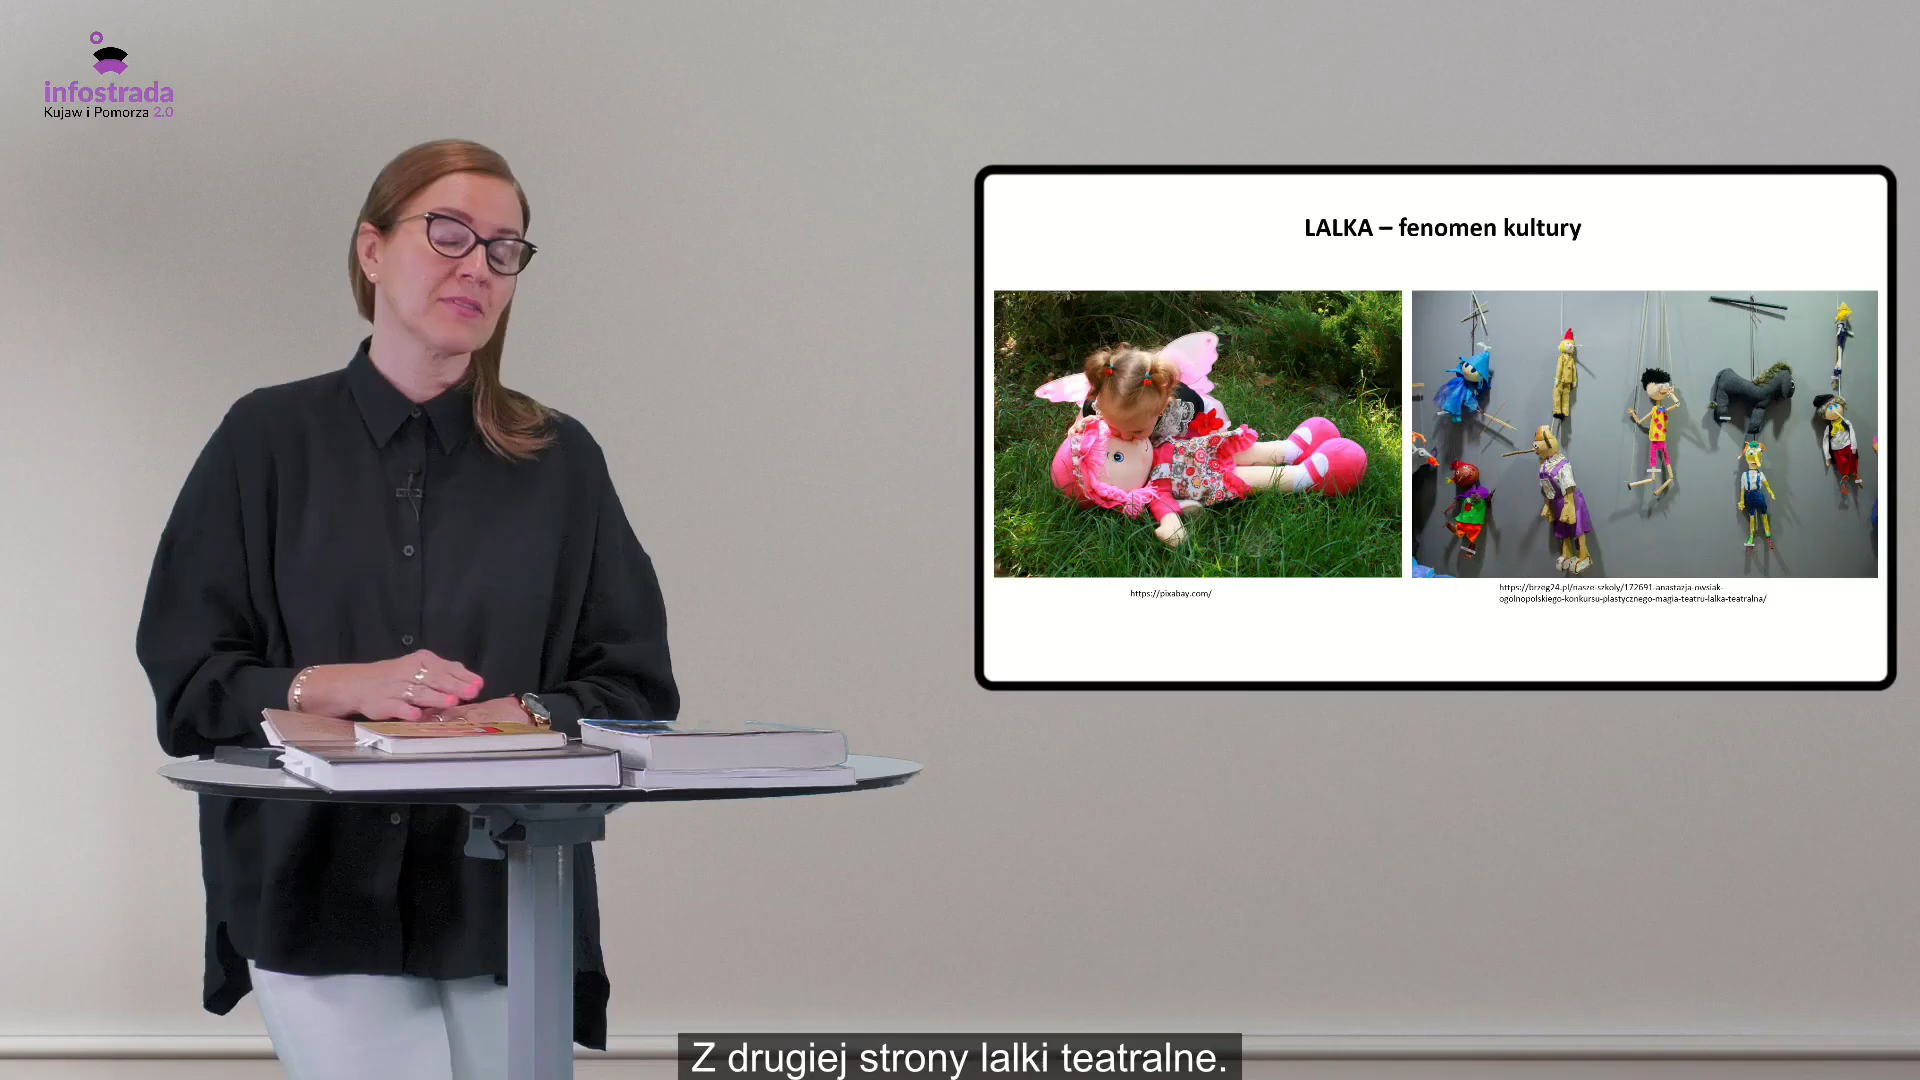 infostrada
Kujaw i Pomorza 2.0
LALKA – fenomen kultury
https://pixabay.com/
https://brzeg24.pl/nasze-szkoly/172691-anastazja-owsiak-
ogolnopolskiego-konkursu-plastycznego-magia-teatru-lalka-teatralna/
Z drugiej strony lalki teatralne.